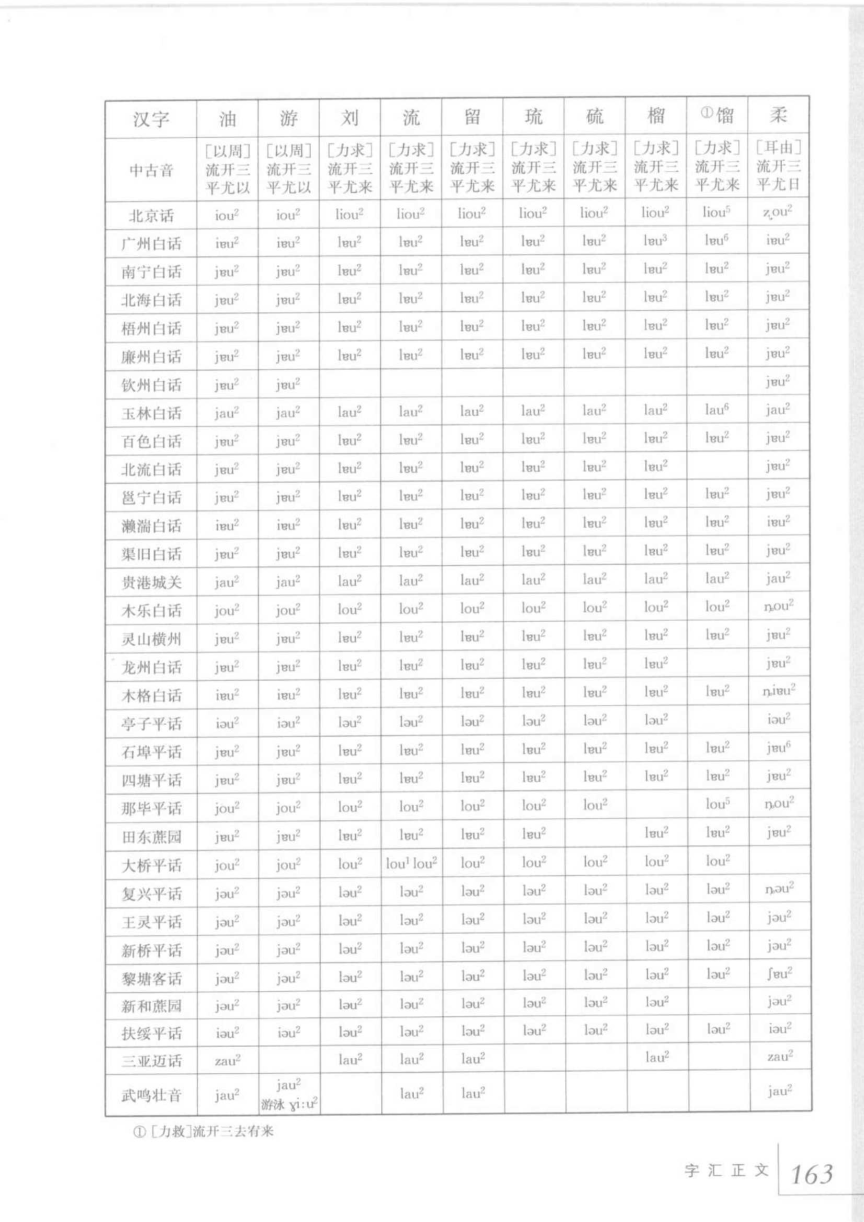 汉字 油 游 刘 流 留 琉 硫 榴 ①馏 柔
中古音 [以周]流开三平尤以 [以周]流开三平尤以 [力求]流开三平尤来 [力求]流开三平尤来 [力求]流开三平尤来 [力求]流开三平尤来 [力求]流开三平尤来 [力求]流开三平尤来 [力求]流开三平尤来 [耳由]流开三平尤日
北京话 iou² iou² liou² liou² liou² liou² liou² liou² liou⁵ ʐou²
广州白话 iɐu² iɐu² lɐu² lɐu² lɐu² lɐu² lɐu² lɐu³ lɐu⁶ iɐu²
南宁白话 jɐu² jɐu² lɐu² lɐu² lɐu² lɐu² lɐu² lɐu² lɐu² jɐu²
北海白话 jɐu² jɐu² lɐu² lɐu² lɐu² lɐu² lɐu² lɐu² lɐu² jɐu²
梧州白话 jɐu² jɐu² lɐu² lɐu² lɐu² lɐu² lɐu² lɐu² lɐu² jɐu²
廉州白话 jɐu² jɐu² lɐu² lɐu² lɐu² lɐu² lɐu² lɐu² lɐu² jɐu²
钦州白话 jɐu² jɐu² jɐu²
玉林白话 jau² jau² lau² lau² lau² lau² lau² lau² lau⁶ jau²
百色白话 jɐu² jɐu² lɐu² lɐu² lɐu² lɐu² lɐu² lɐu² lɐu² jɐu²
北流白话 jɐu² jɐu² lɐu² lɐu² lɐu² lɐu² lɐu² lɐu² jɐu²
邕宁白话 jɐu² jɐu² lɐu² lɐu² lɐu² lɐu² lɐu² lɐu² lɐu² jɐu²
濑湍白话 iɐu² iɐu² lɐu² lɐu² lɐu² lɐu² lɐu² lɐu² lɐu² iɐu²
渠旧白话 jɐu² jɐu² lɐu² lɐu² lɐu² lɐu² lɐu² lɐu² lɐu² jɐu²
贵港城关 jau² jau² lau² lau² lau² lau² lau² lau² lau² jau²
木乐白话 jou² jou² lou² lou² lou² lou² lou² lou² lou² ȵou²
灵山横州 jɐu² jɐu² lɐu² lɐu² lɐu² lɐu² lɐu² lɐu² lɐu² jɐu²
龙州白话 jɐu² jɐu² lɐu² lɐu² lɐu² lɐu² lɐu² lɐu² jɐu²
木格白话 iɐu² iɐu² lɐu² lɐu² lɐu² lɐu² lɐu² lɐu² lɐu² ȵiɐu²
亭子平话 iəu² iəu² ləu² ləu² ləu² ləu² ləu² ləu² iəu²
石埠平话 jɐu² jɐu² lɐu² lɐu² lɐu² lɐu² lɐu² lɐu² lɐu² jɐu⁶
四塘平话 jɐu² jɐu² lɐu² lɐu² lɐu² lɐu² lɐu² lɐu² lɐu² jɐu²
那毕平话 jou² jou² lou² lou² lou² lou² lou² lou⁵ ȵou²
田东蔗园 jɐu² jɐu² lɐu² lɐu² lɐu² lɐu² lɐu² lɐu² jɐu²
大桥平话 jou² jou² lou² lou¹ lou² lou² lou² lou² lou² lou²
复兴平话 jəu² jəu² ləu² ləu² ləu² ləu² ləu² ləu² ləu² ȵəu²
王灵平话 jəu² jəu² ləu² ləu² ləu² ləu² ləu² ləu² ləu² jəu²
新桥平话 jəu² jəu² ləu² ləu² ləu² ləu² ləu² ləu² ləu² jəu²
黎塘客话 jəu² jəu² ləu² ləu² ləu² ləu² ləu² ləu² ləu² ʃɐu²
新和蔗园 jəu² jəu² ləu² ləu² ləu² ləu² ləu² ləu² jəu²
扶绥平话 iəu² iəu² ləu² ləu² ləu² ləu² ləu² ləu² ləu² iəu²
三亚迈话 zau² lau² lau² lau² lau² zau²
武鸣壮音 jau² jau² 游泳 ɣi:u² lau² lau² jau²
①[力救]流开三去宥来
字汇正文 163